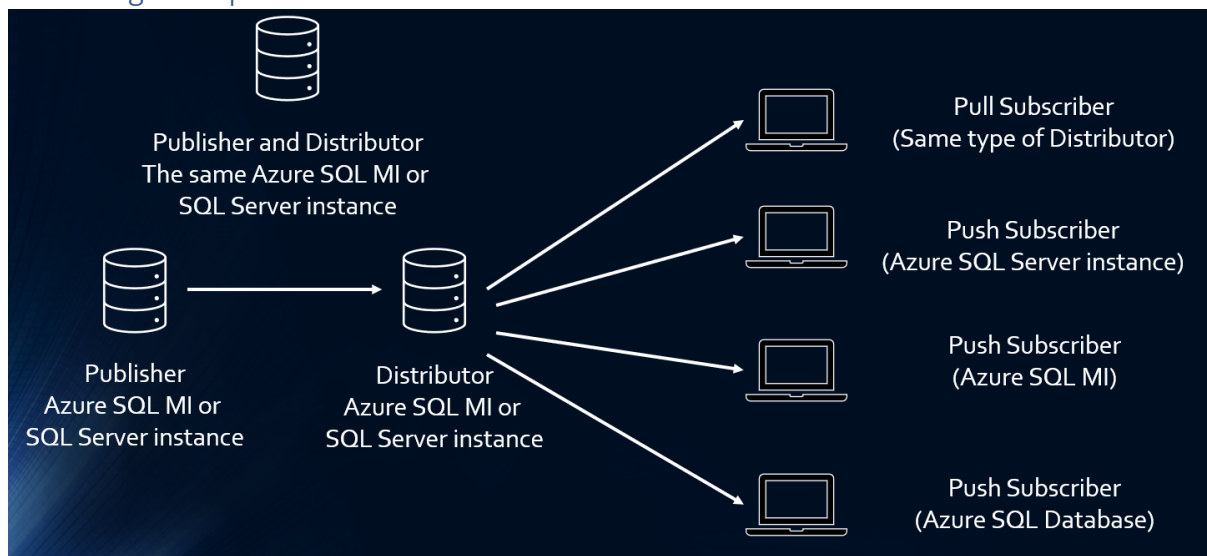 Publisher and Distributor
The same Azure SQL MI or
SQL Server instance
Publisher
Azure SQL MI or
SQL Server instance
Distributor
Azure SQL MI or
SQL Server instance
Pull Subscriber
(Same type of Distributor)
Push Subscriber
(Azure SQL Server instance)
Push Subscriber
(Azure SQL MI)
Push Subscriber
(Azure SQL Database)